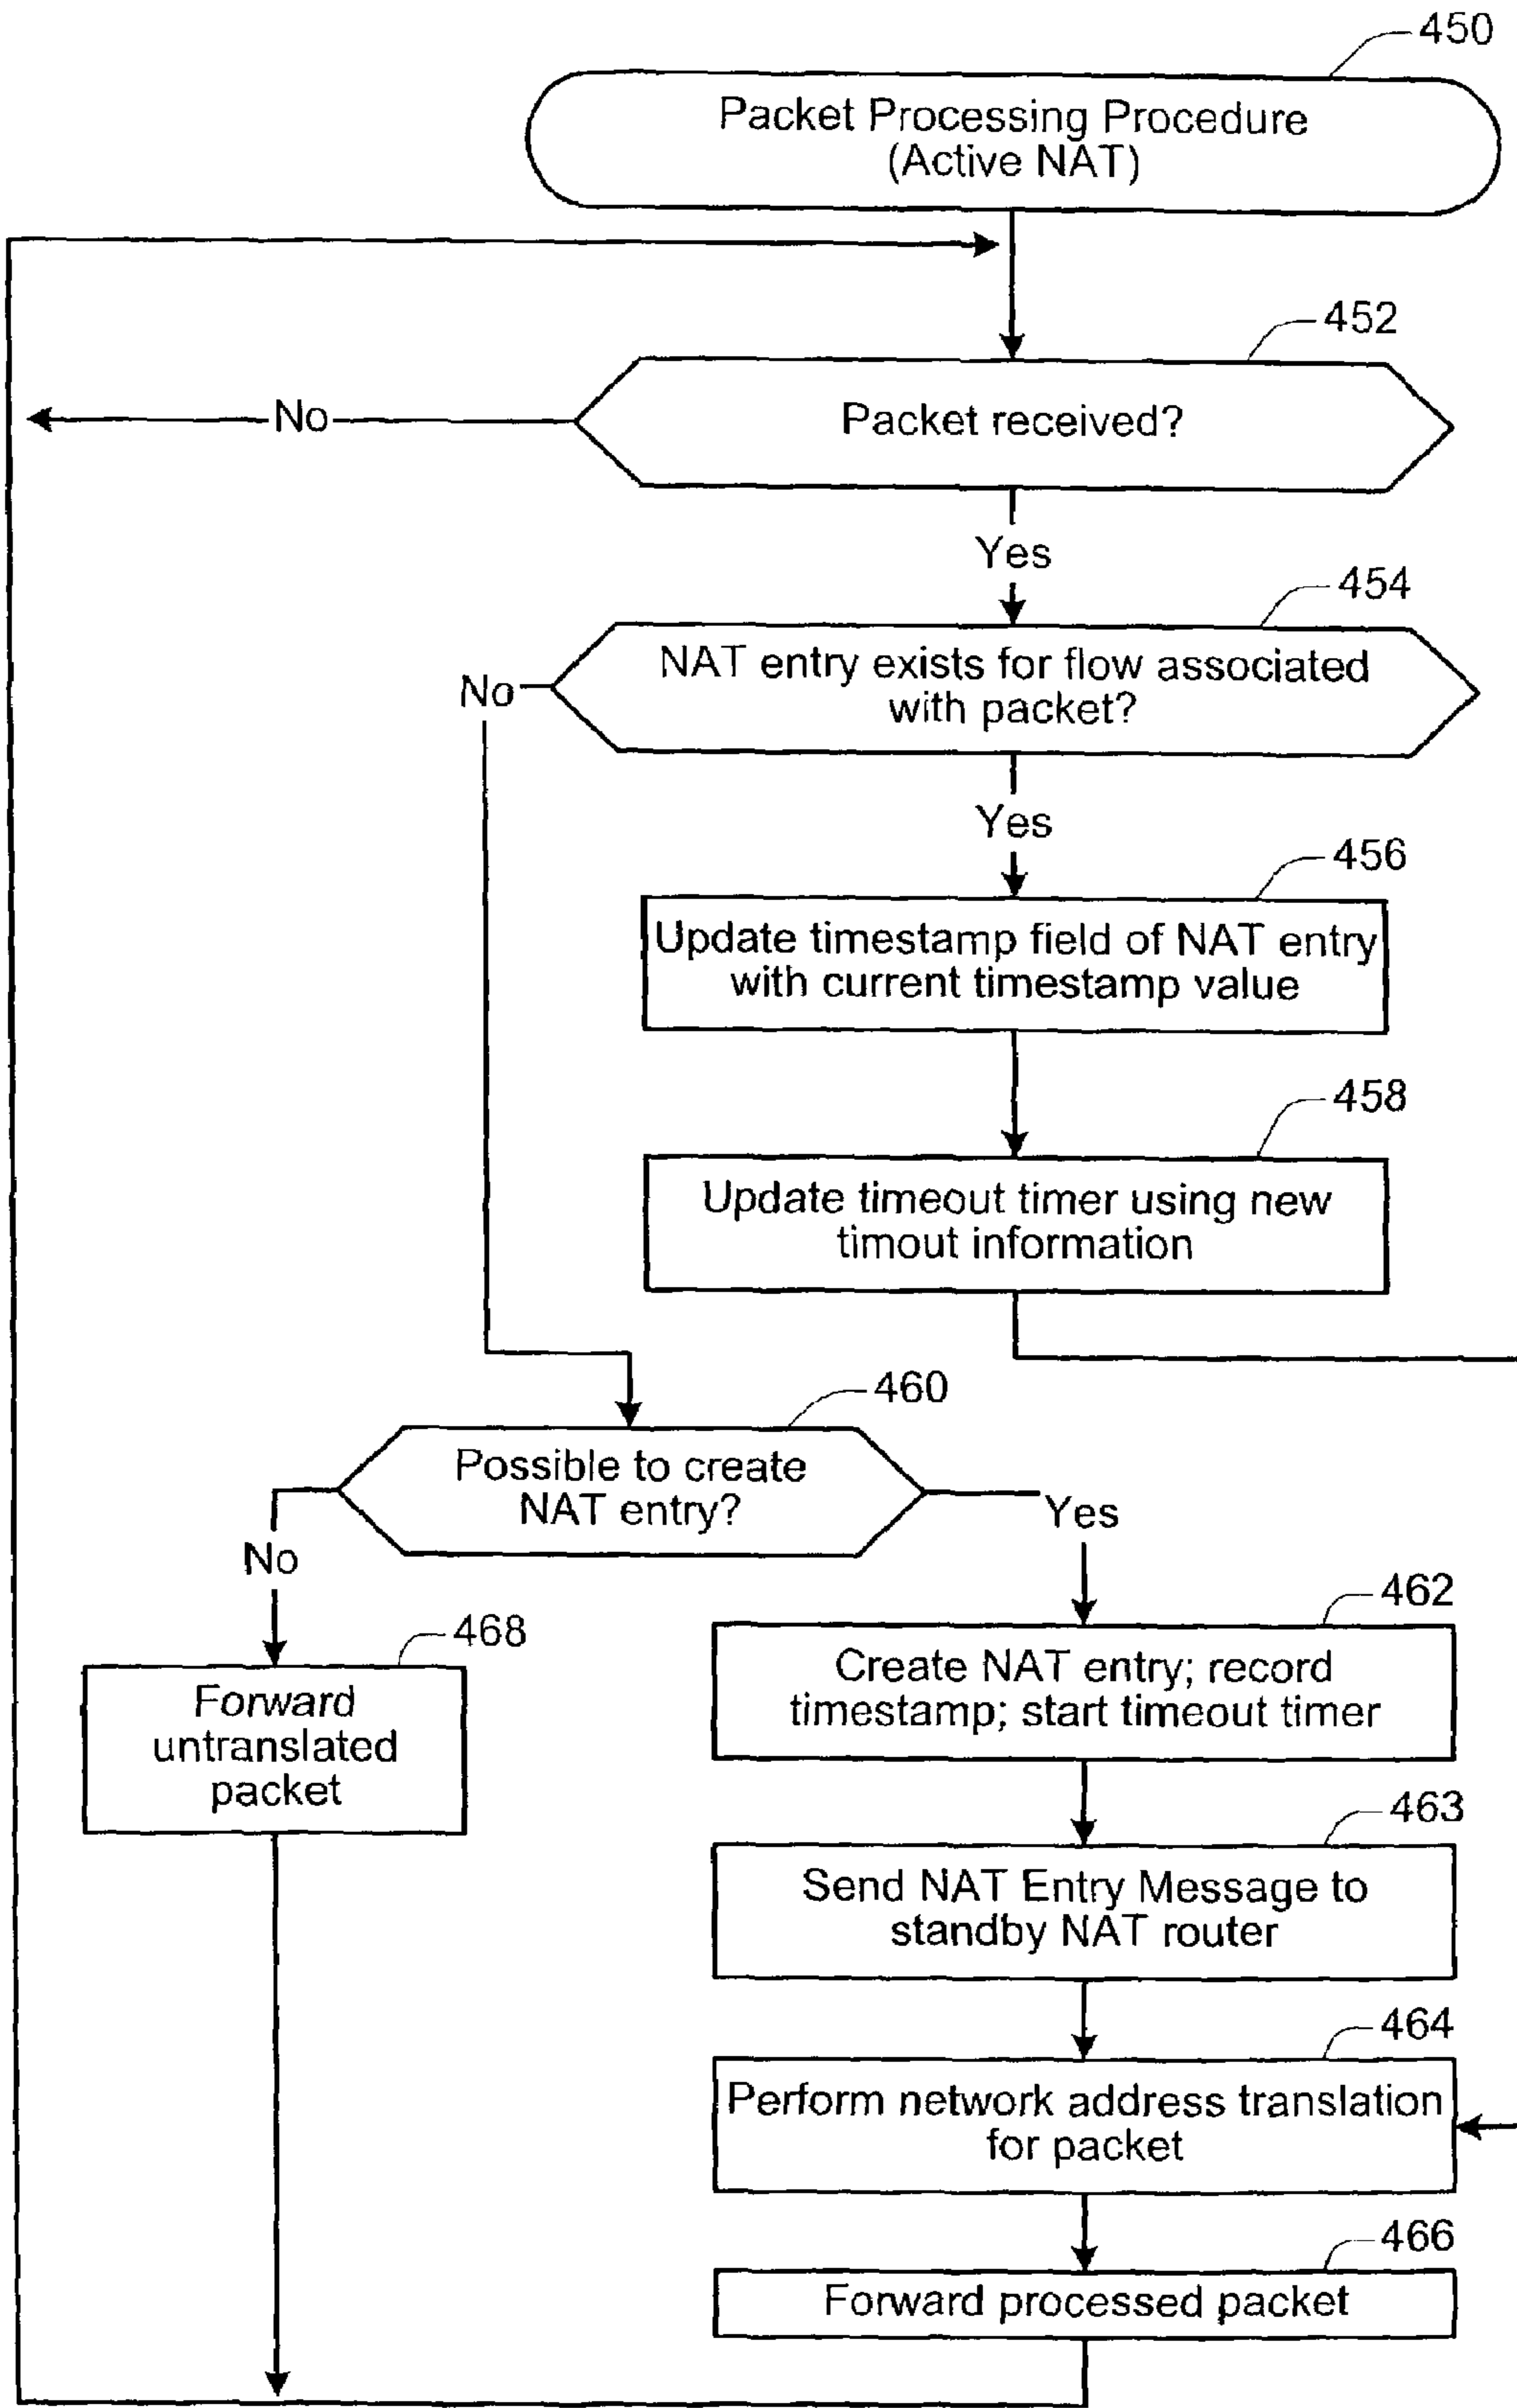 450
Packet Processing Procedure
(Active NAT)
452
No
Packet received?
Yes
454
NAT entry exists for flow associated
with packet?
No
Yes
456
Update timestamp field of NAT entry
with current timestamp value
458
Update timeout timer using new
timout information
460
Possible to create
NAT entry?
Yes
No
462
Create NAT entry; record
timestamp; start timeout timer
468
Forward
untranslated
packet
463
Send NAT Entry Message to
standby NAT router
464
Perform network address translation
for packet
466
Forward processed packet